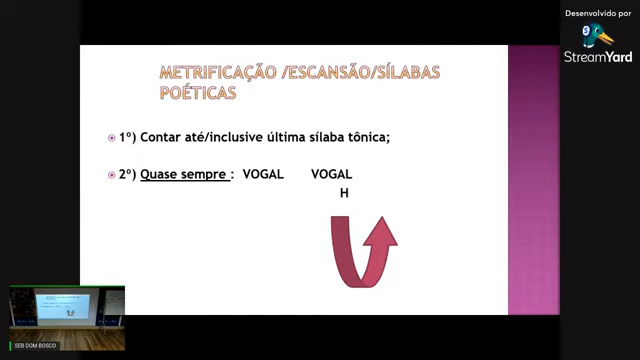 Desenvolvido por
StreamYard
METRIFICAÇÃO /ESCANSÃO/SÍLABAS
POÉTICAS
1º) Contar até/inclusive última sílaba tônica;
2º) Quase sempre : VOGAL VOGAL
H
SEB DOM BOSCO